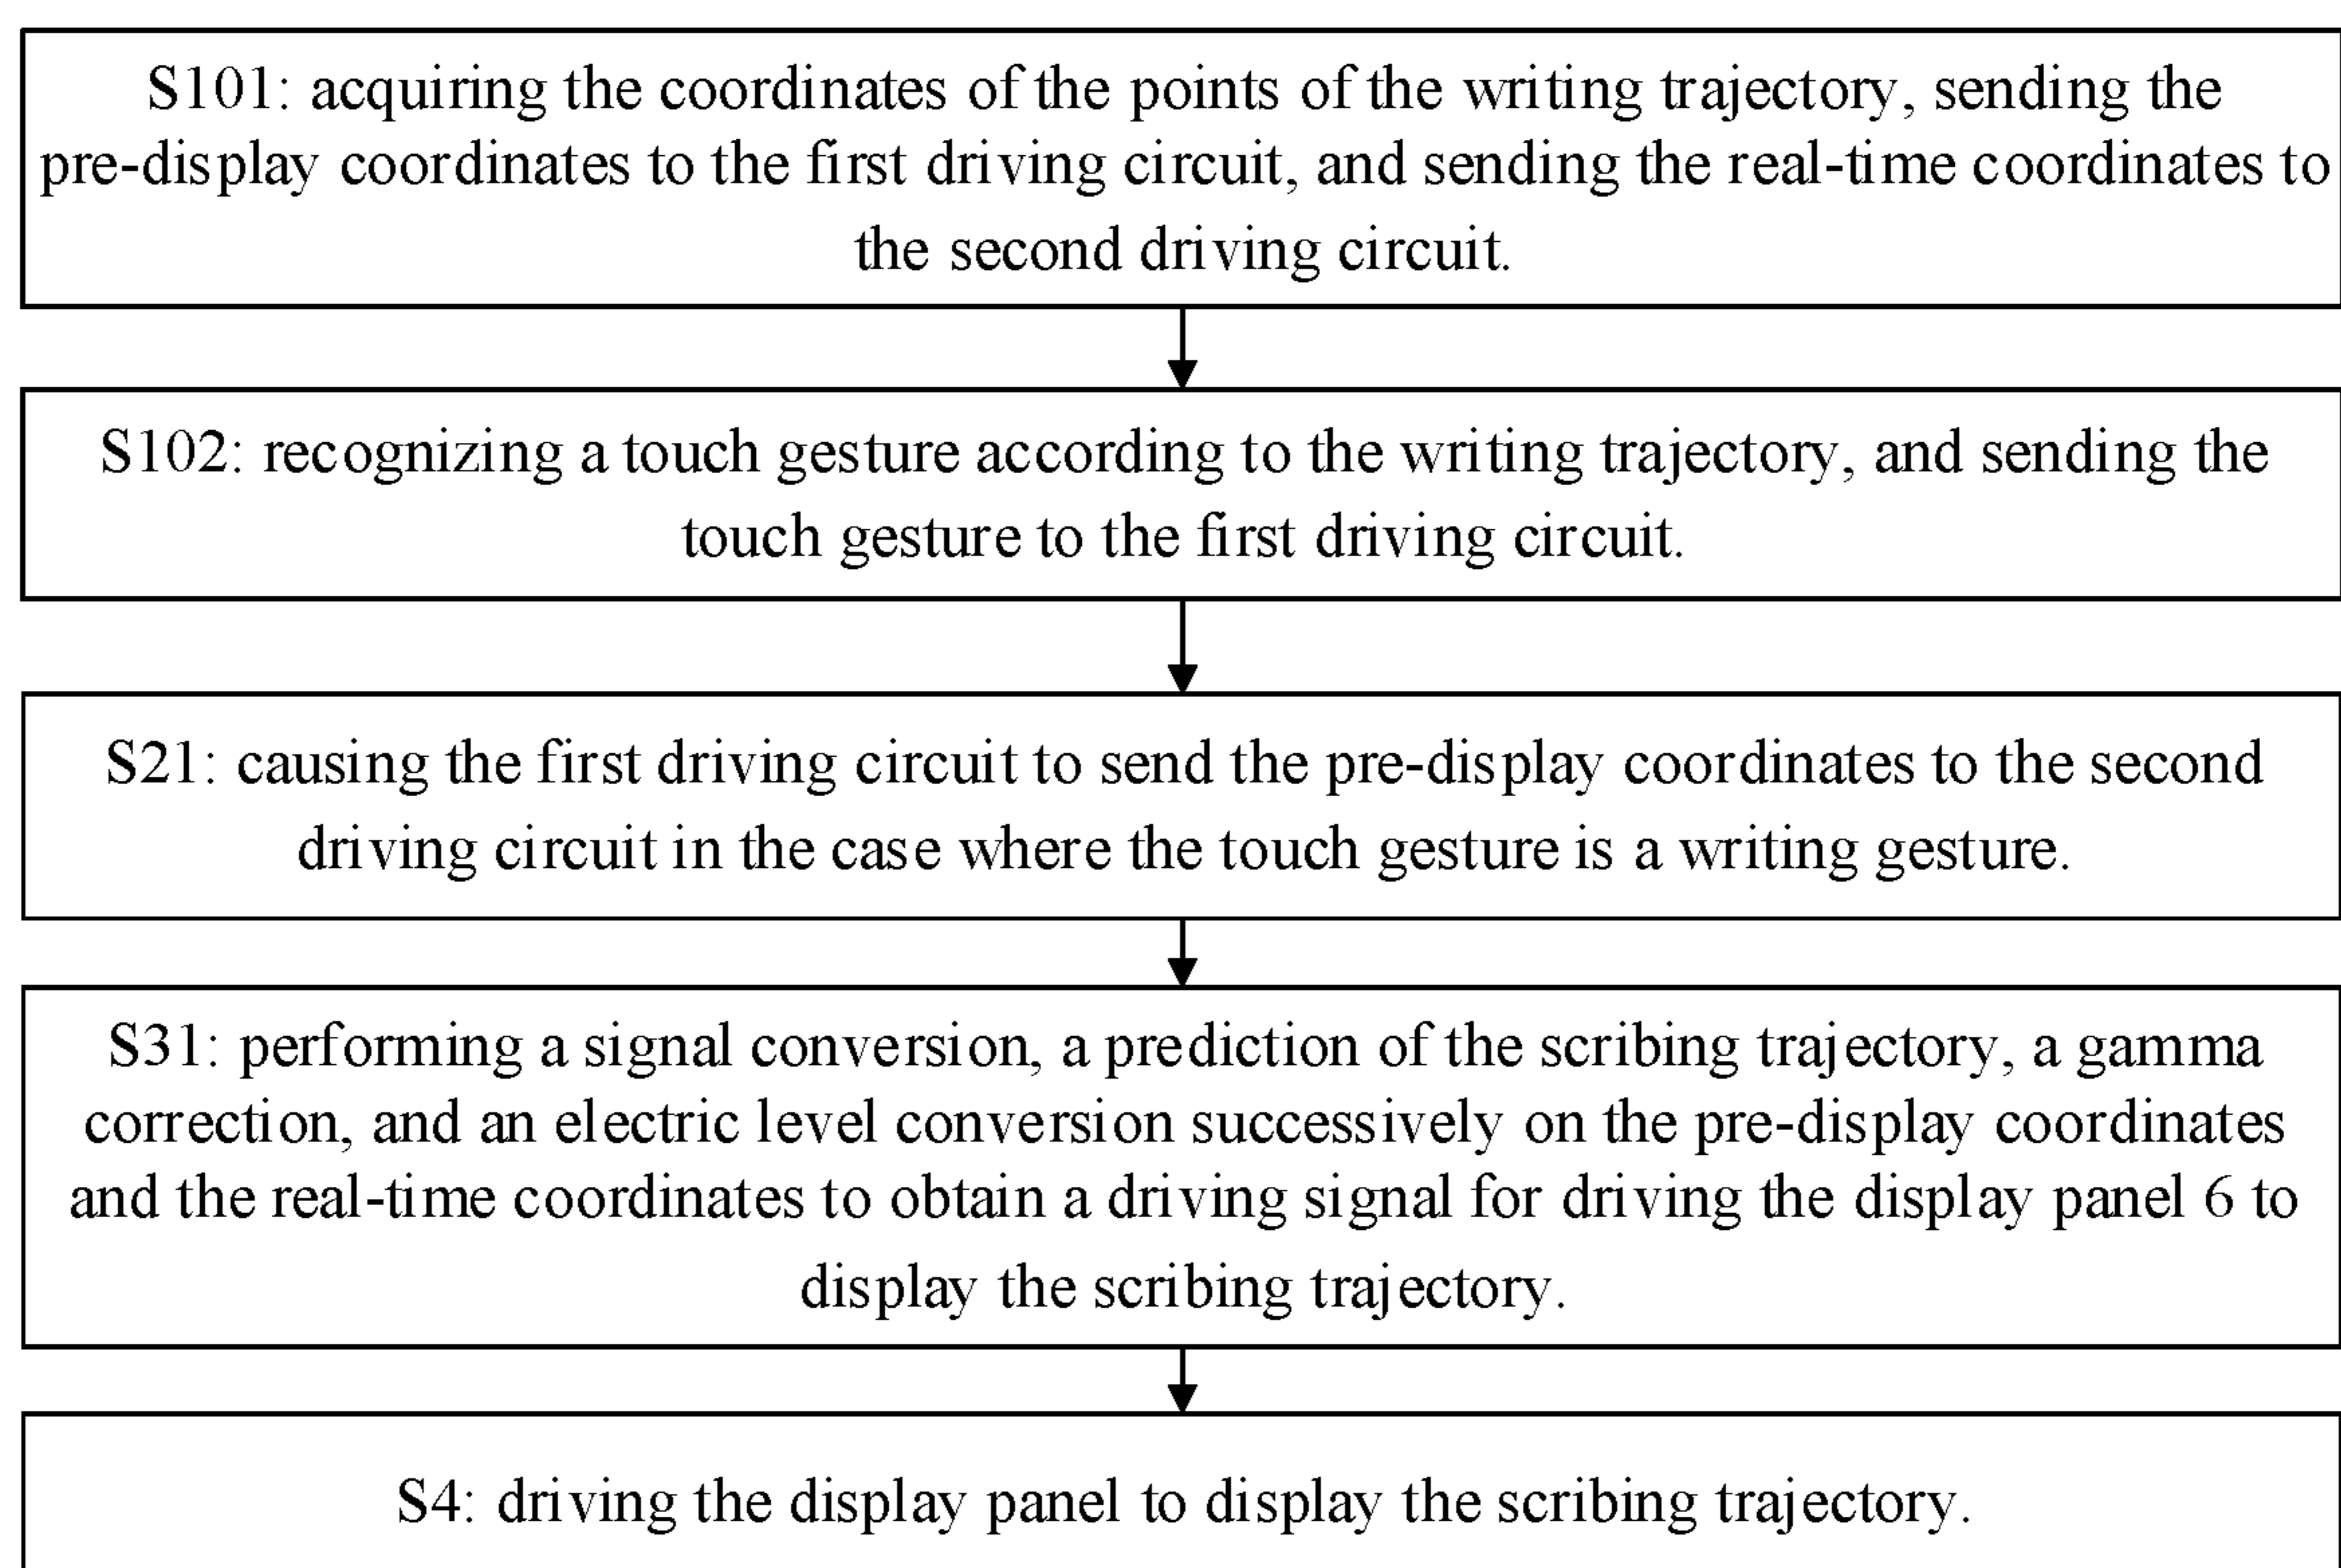 S101: acquiring the coordinates of the points of the writing trajectory, sending the
pre-display coordinates to the first driving circuit, and sending the real-time coordinates to
the second driving circuit.
S102: recognizing a touch gesture according to the writing trajectory, and sending the
touch gesture to the first driving circuit.
S21: causing the first driving circuit to send the pre-display coordinates to the second
driving circuit in the case where the touch gesture is a writing gesture.
S31: performing a signal conversion, a prediction of the scribing trajectory, a gamma
correction, and an electric level conversion successively on the pre-display coordinates
and the real-time coordinates to obtain a driving signal for driving the display panel 6 to
display the scribing trajectory.
S4: driving the display panel to display the scribing trajectory.